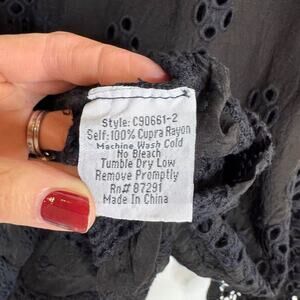 Style: C90661-2
Self: 100% Cupra Rayon
Machine Wash Cold
No Bleach
Tumble Dry Low
Remove Promptly
Rn# 87291
Made In China